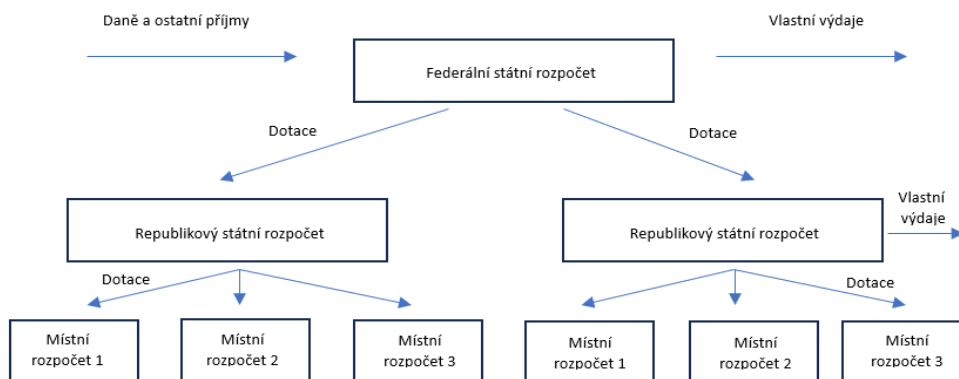 Daně a ostatní příjmy
Vlastní výdaje
Federální státní rozpočet
Dotace
Dotace
Republikový státní rozpočet
Republikový státní rozpočet
Vlastní
výdaje
Dotace
Dotace
Místní
rozpočet 1
Místní
rozpočet 2
Místní
rozpočet 3
Místní
rozpočet 1
Místní
rozpočet 2
Místní
rozpočet 3